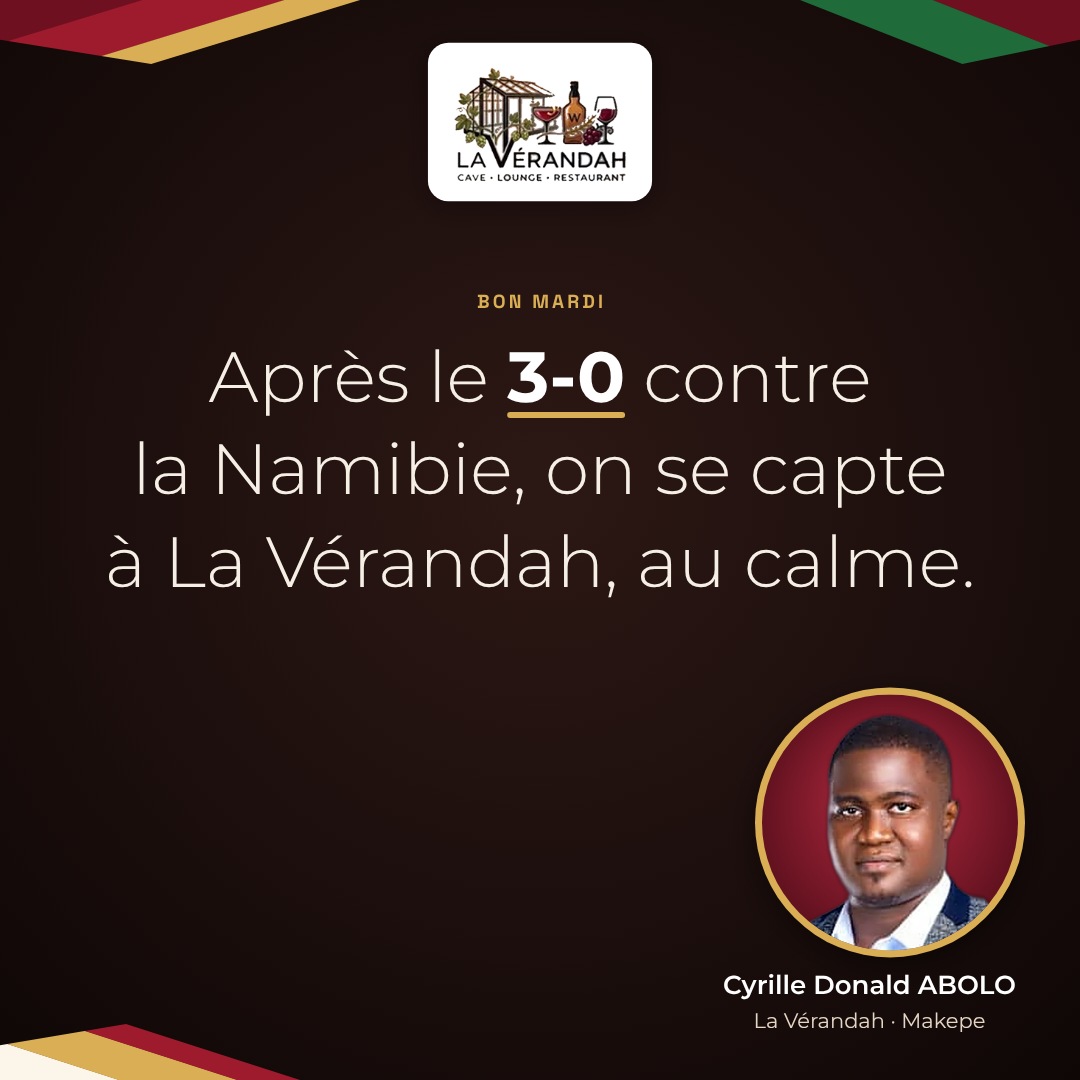 W
LA VÉRANDAH
CAVE • LOUNGE • RESTAURANT
BON MARDI
Après le 3-0 contre
la Namibie, on se capte
à La Vérandah, au calme.
Cyrille Donald ABOLO
La Vérandah · Makepe